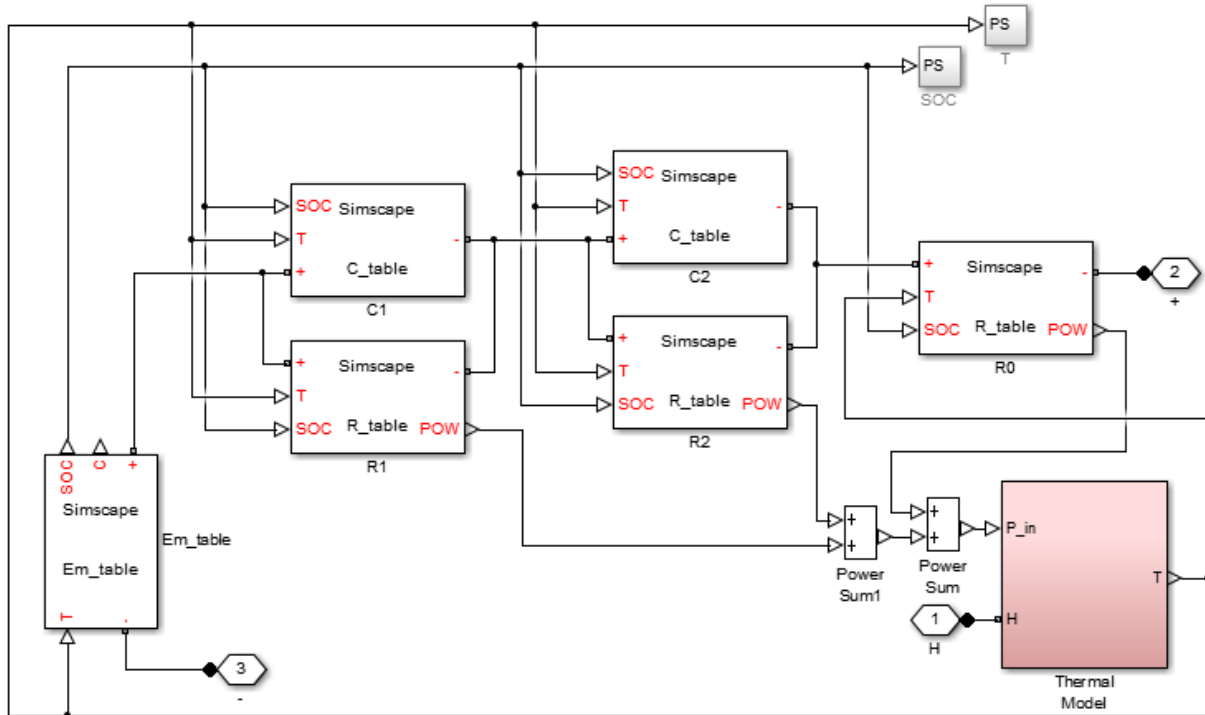 PS
T
PS
SOC
SOC
Simscape
T
-
+
C_table
C2
SOC
Simscape
T
-
+
C_table
C1
+
Simscape
-
T
SOC
R_table
POW
R0
2
+
+
Simscape
-
T
SOC
R_table
POW
R2
+
Simscape
-
T
SOC
R_table
POW
R1
SOC
C
+
Simscape
Em_table
T
-
Em_table
3
-
+
+
Power
Sum1
+
+
Power
Sum
P_in
T
H
Thermal
Model
1
H